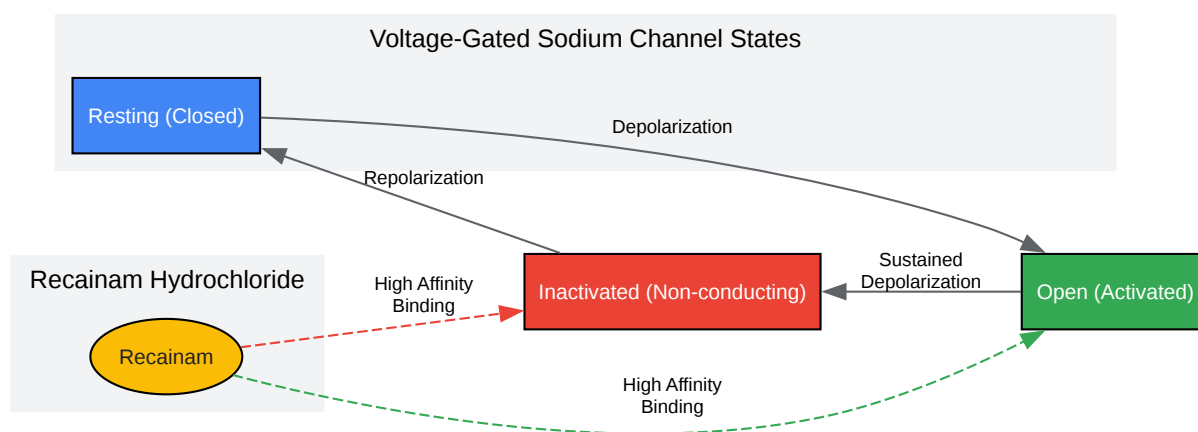 Voltage-Gated Sodium Channel States
Resting (Closed)
Depolarization
Repolarization
Recainam Hydrochloride
High Affinity
Binding
Inactivated (Non-conducting)
Sustained
Depolarization
Open (Activated)
Recainam
High Affinity
Binding